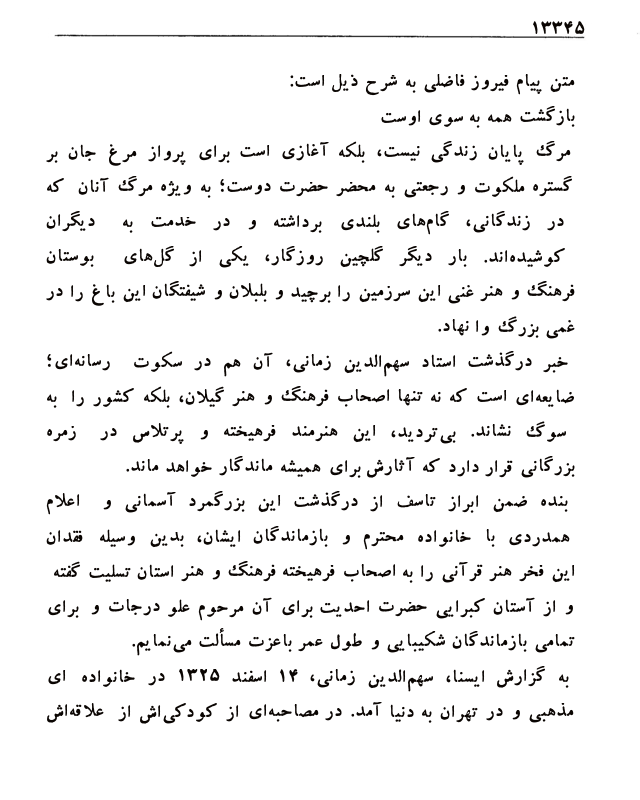 ۱۳۳۴۵
متن پیام فیروز فاضلی به شرح ذیل است:
بازگشت همه به سوی اوست
مرگ پایان زندگی نیست، بلکه آغازی است برای پرواز مرغ جان بر
گستره ملکوت و رجعتی به محضر حضرت دوست؛ به ویژه مرگ آنان که
در زندگانی، گام‌های بلندی برداشته و در خدمت به دیگران
کوشیده‌اند. بار دیگر گلچین روزگار، یکی از گل‌های بوستان
فرهنگ و هنر غنی این سرزمین را برچید و بلبلان و شیفتگان این باغ را در
غمی بزرگ وا نهاد.
خبر درگذشت استاد سهم‌الدین زمانی، آن هم در سکوت رسانه‌ای؛
ضایعه‌ای است که نه تنها اصحاب فرهنگ و هنر گیلان، بلکه کشور را به
سوگ نشاند. بی‌تردید، این هنرمند فرهیخته و پرتلاس در زمره
بزرگانی قرار دارد که آثارش برای همیشه ماندگار خواهد ماند.
بنده ضمن ابراز تاسف از درگذشت این بزرگمرد آسمانی و اعلام
همدردی با خانواده محترم و بازماندگان ایشان، بدین وسیله فقدان
این فخر هنر قرآنی را به اصحاب فرهیخته فرهنگ و هنر استان تسلیت گفته
و از آستان کبرایی حضرت احدیت برای آن مرحوم علو درجات و برای
تمامی بازماندگان شکیبایی و طول عمر باعزت مسألت می‌نمایم.
به گزارش ایسنا، سهم‌الدین زمانی، ۱۴ اسفند ۱۳۲۵ در خانواده ای
مذهبی و در تهران به دنیا آمد. در مصاحبه‌ای از کودکی‌اش از علاقه‌اش